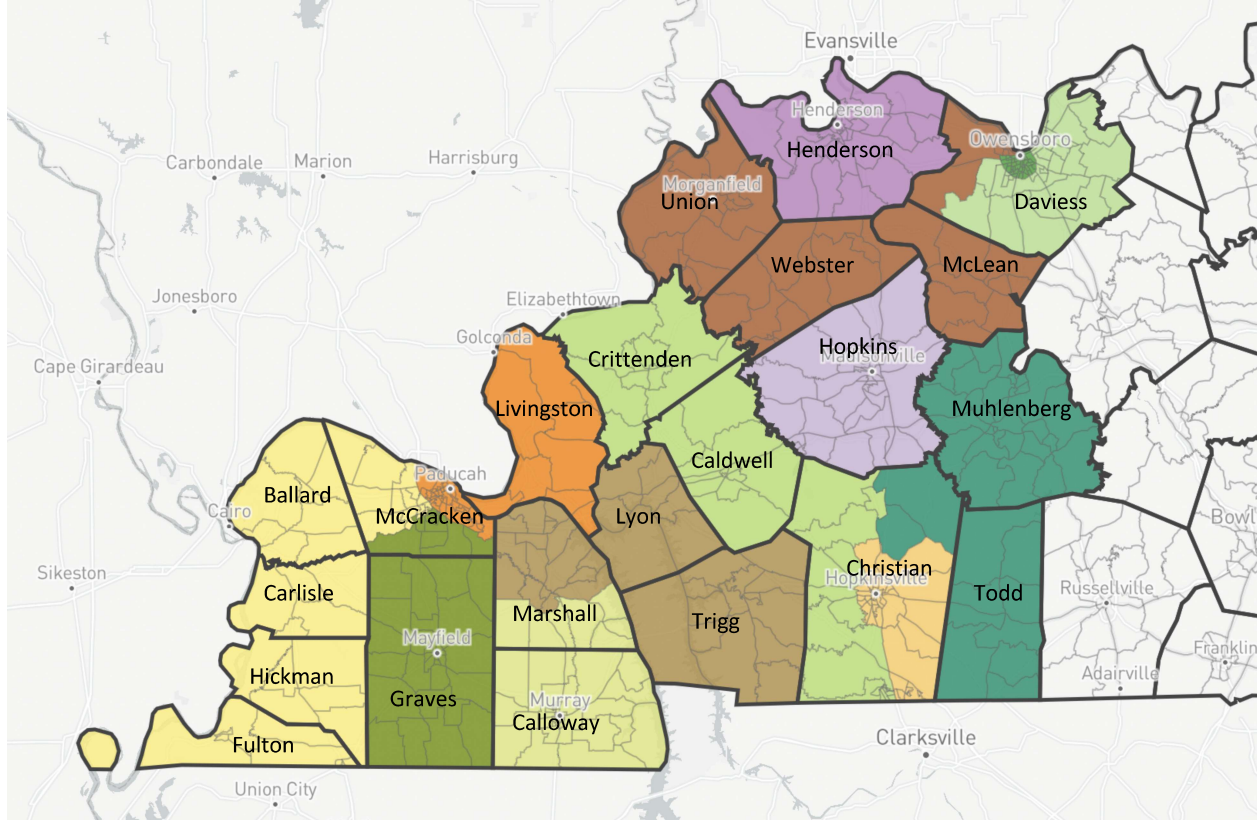 Evansville
Henderson
Owensboro
Henderson
Carbondale
Marion
Harrisburg
Morganfield
Union
Daviess
Webster
McLean
Jonesboro
Elizabethtown
Golconda
Hopkins
Madisonville
Crittenden
Cape Girardeau
Livingston
Muhlenberg
Caldwell
Paducah
Ballard
McCracken
Lyon
Cairo
Bowl
Sikeston
Carlisle
Christian
Hopkinsville
Todd
Russellville
Marshall
Trigg
Mayfield
Franklin
Hickman
Adairville
Graves
Murray
Calloway
Fulton
Clarksville
Union City